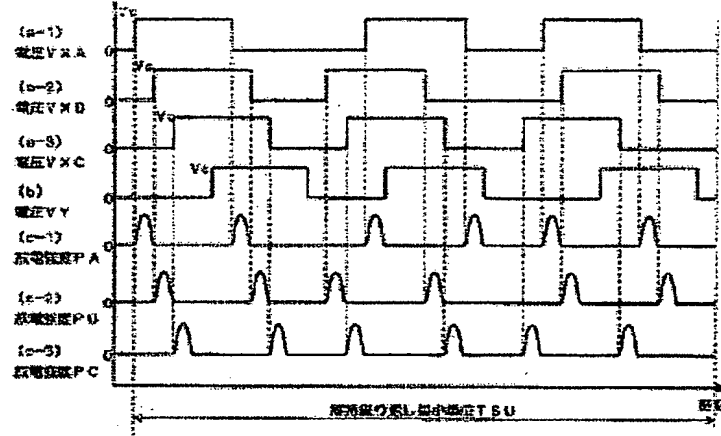 Vc
(a-1)
電圧VXA
0
Vc
(a-2)
電圧VXB
0
Vc
(a-3)
電圧VXC
0
Vc
(b)
電圧VY
0
(c-1)
放電強度PA
0
(c-2)
放電強度PB
0
(c-3)
放電強度PC
0
TSU